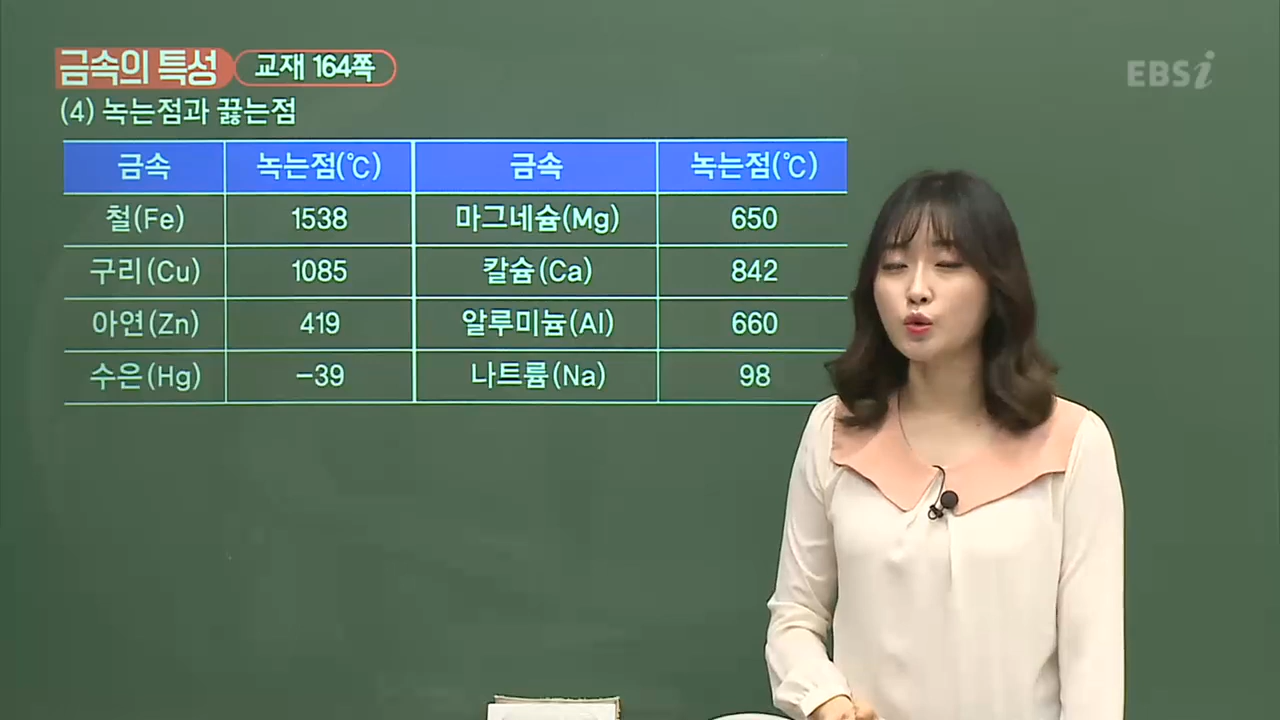 금속의 특성 교재 164쪽
EBSi
(4) 녹는점과 끓는점
금속 녹는점(℃) 금속 녹는점(℃)
철(Fe) 1538 마그네슘(Mg) 650
구리(Cu) 1085 칼슘(Ca) 842
아연(Zn) 419 알루미늄(Al) 660
수은(Hg) -39 나트륨(Na) 98